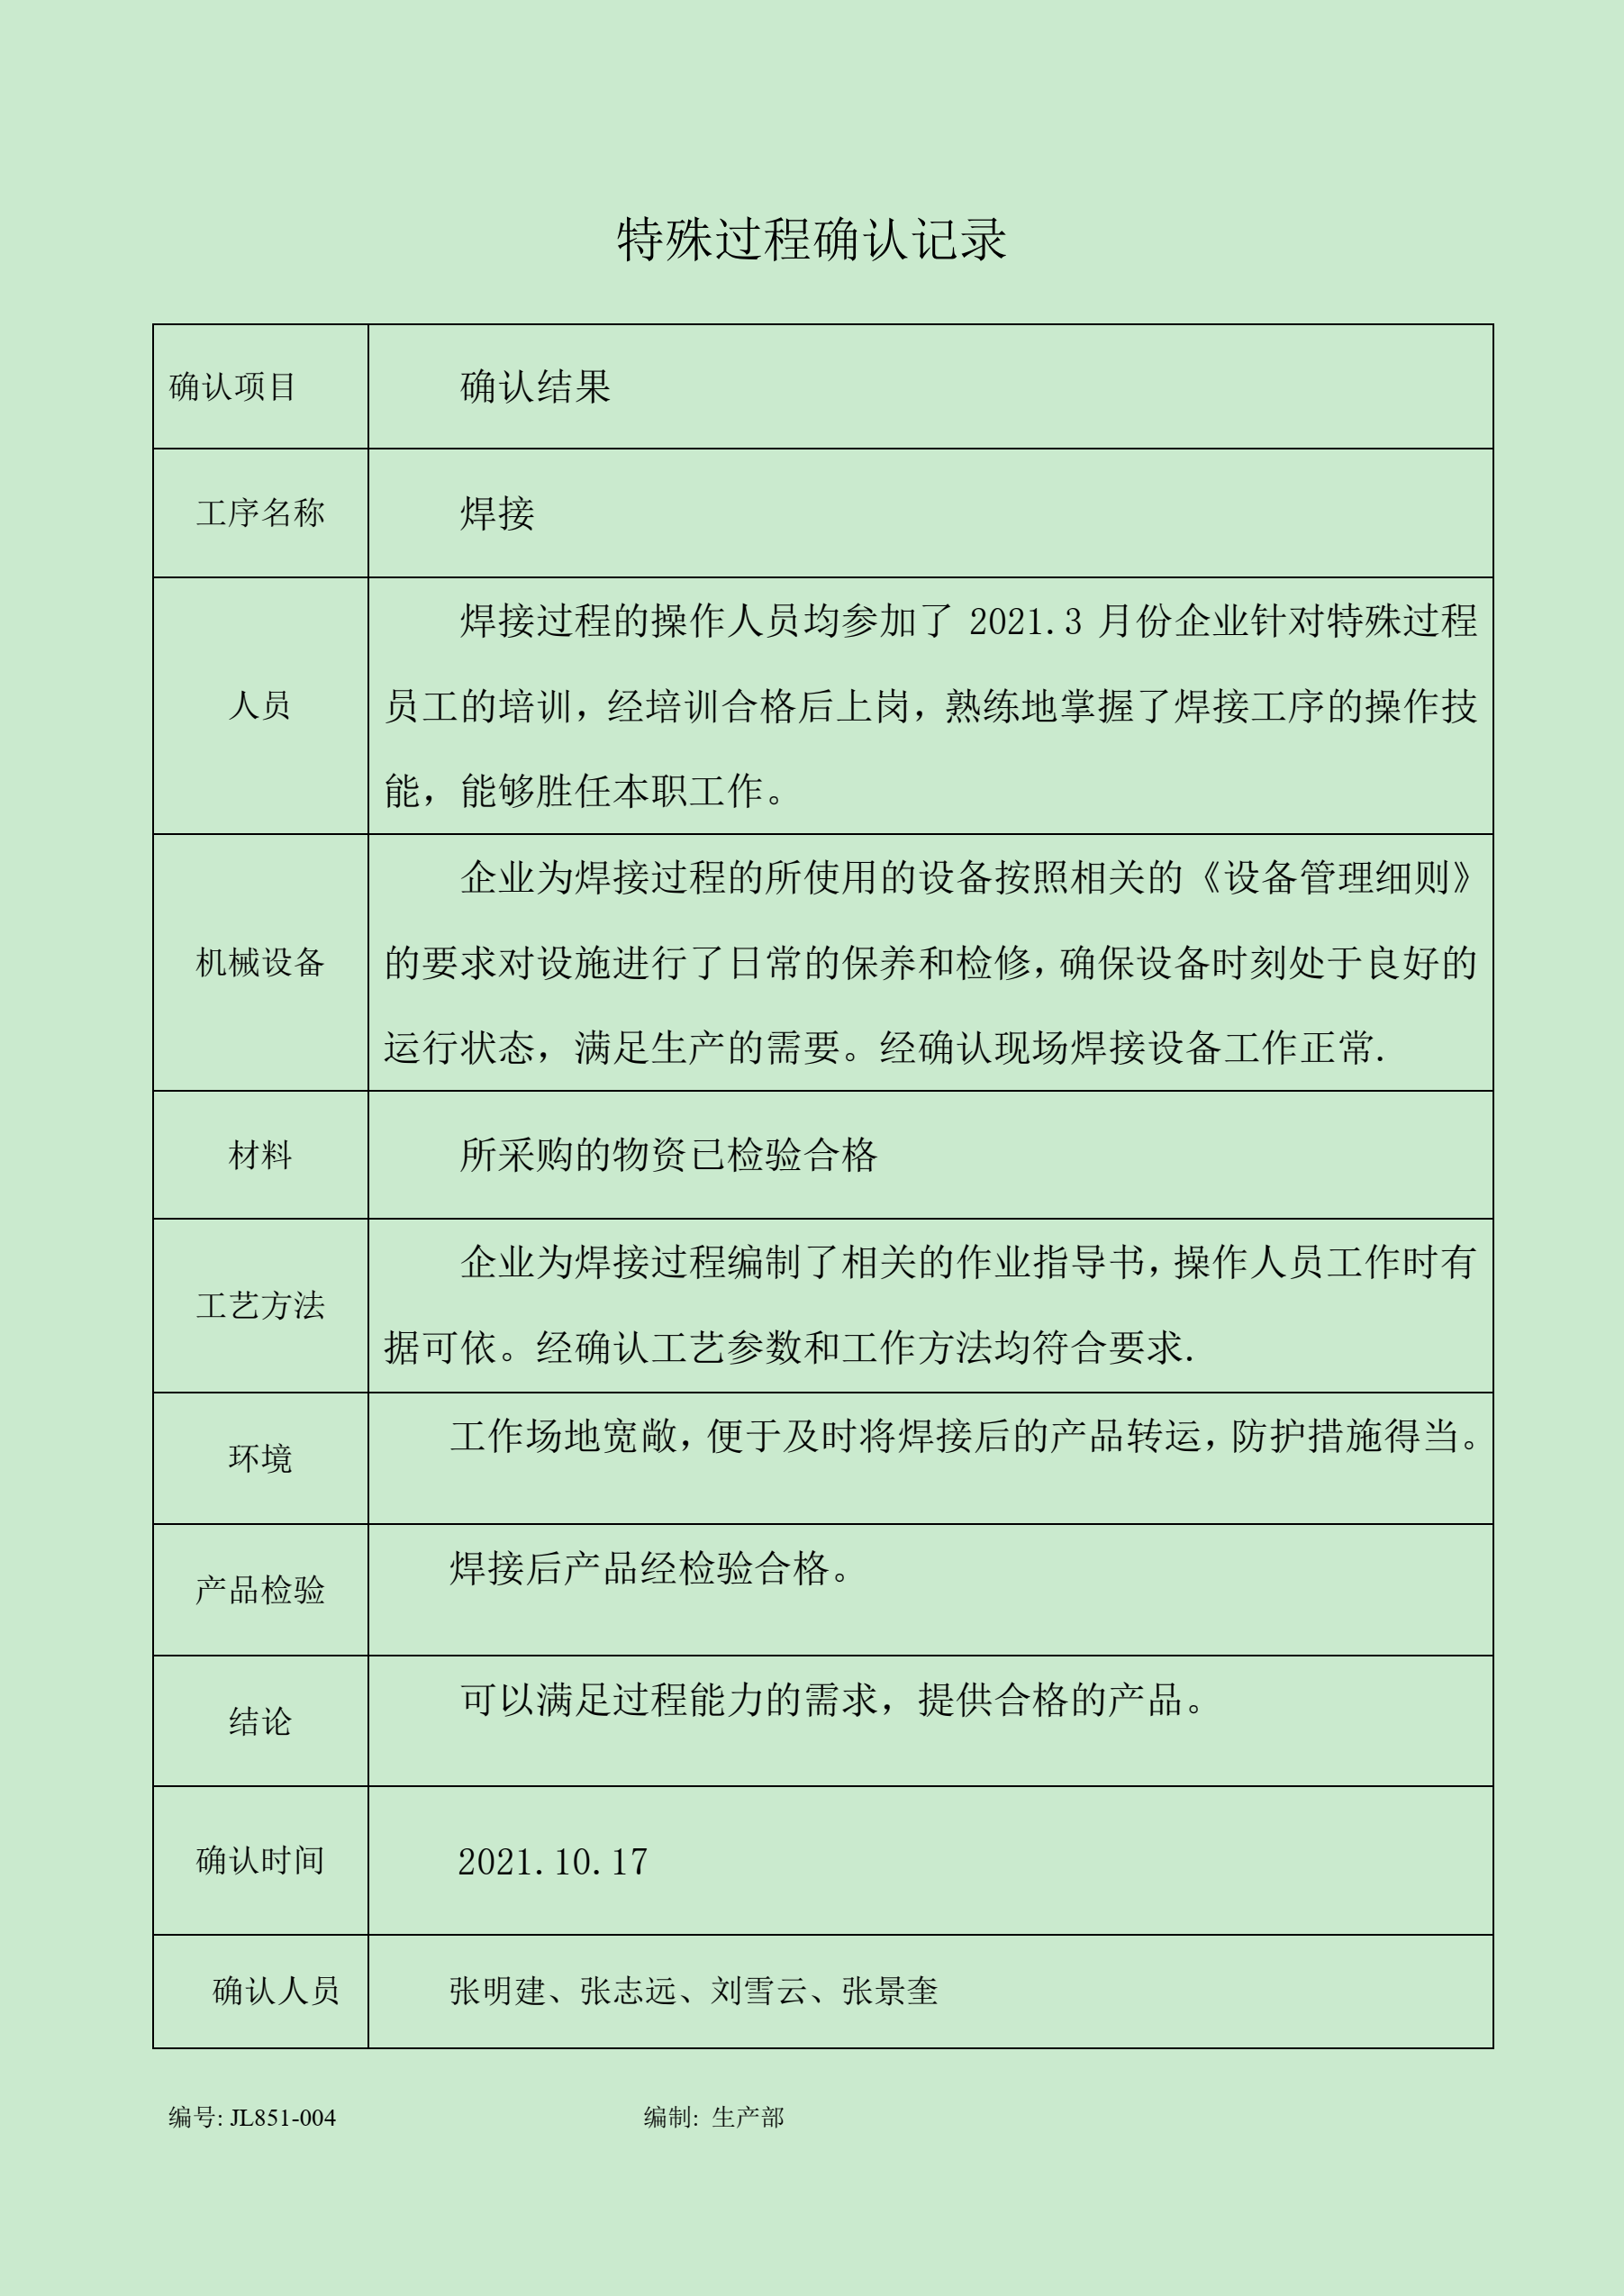 特殊过程确认记录
确认项目
确认结果
工序名称
焊接
人员
焊接过程的操作人员均参加了 2021.3 月份企业针对特殊过程
员工的培训，经培训合格后上岗，熟练地掌握了焊接工序的操作技
能，能够胜任本职工作。
机械设备
企业为焊接过程的所使用的设备按照相关的《设备管理细则》
的要求对设施进行了日常的保养和检修，确保设备时刻处于良好的
运行状态，满足生产的需要。经确认现场焊接设备工作正常.
材料
所采购的物资已检验合格
工艺方法
企业为焊接过程编制了相关的作业指导书，操作人员工作时有
据可依。经确认工艺参数和工作方法均符合要求.
环境
工作场地宽敞，便于及时将焊接后的产品转运，防护措施得当。
产品检验
焊接后产品经检验合格。
结论
可以满足过程能力的需求，提供合格的产品。
确认时间
2021.10.17
确认人员
张明建、张志远、刘雪云、张景奎
编号: JL851-004 编制: 生产部